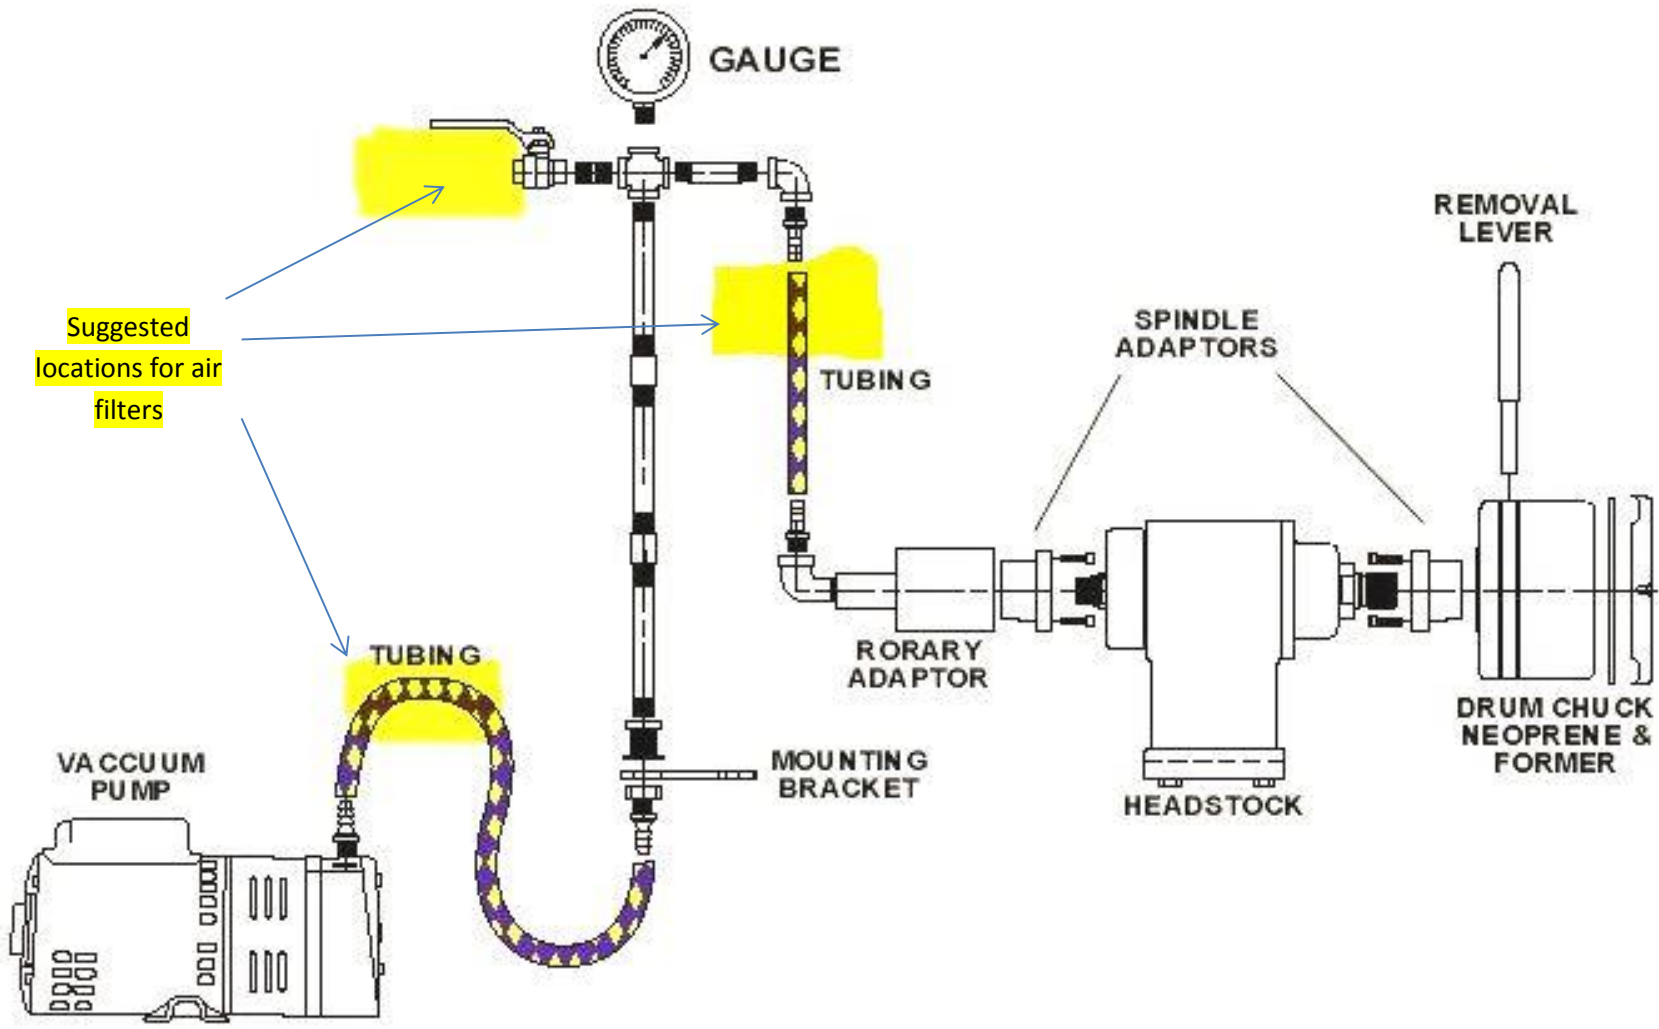 GAUGE
REMOVAL
LEVER
Suggested
locations for air
filters
SPINDLE
ADAPTORS
TUBING
TUBING
RORARY
ADAPTOR
VACCUUM
PUMP
MOUNTING
BRACKET
HEADSTOCK
DRUM CHUCK
NEOPRENE &
FORMER